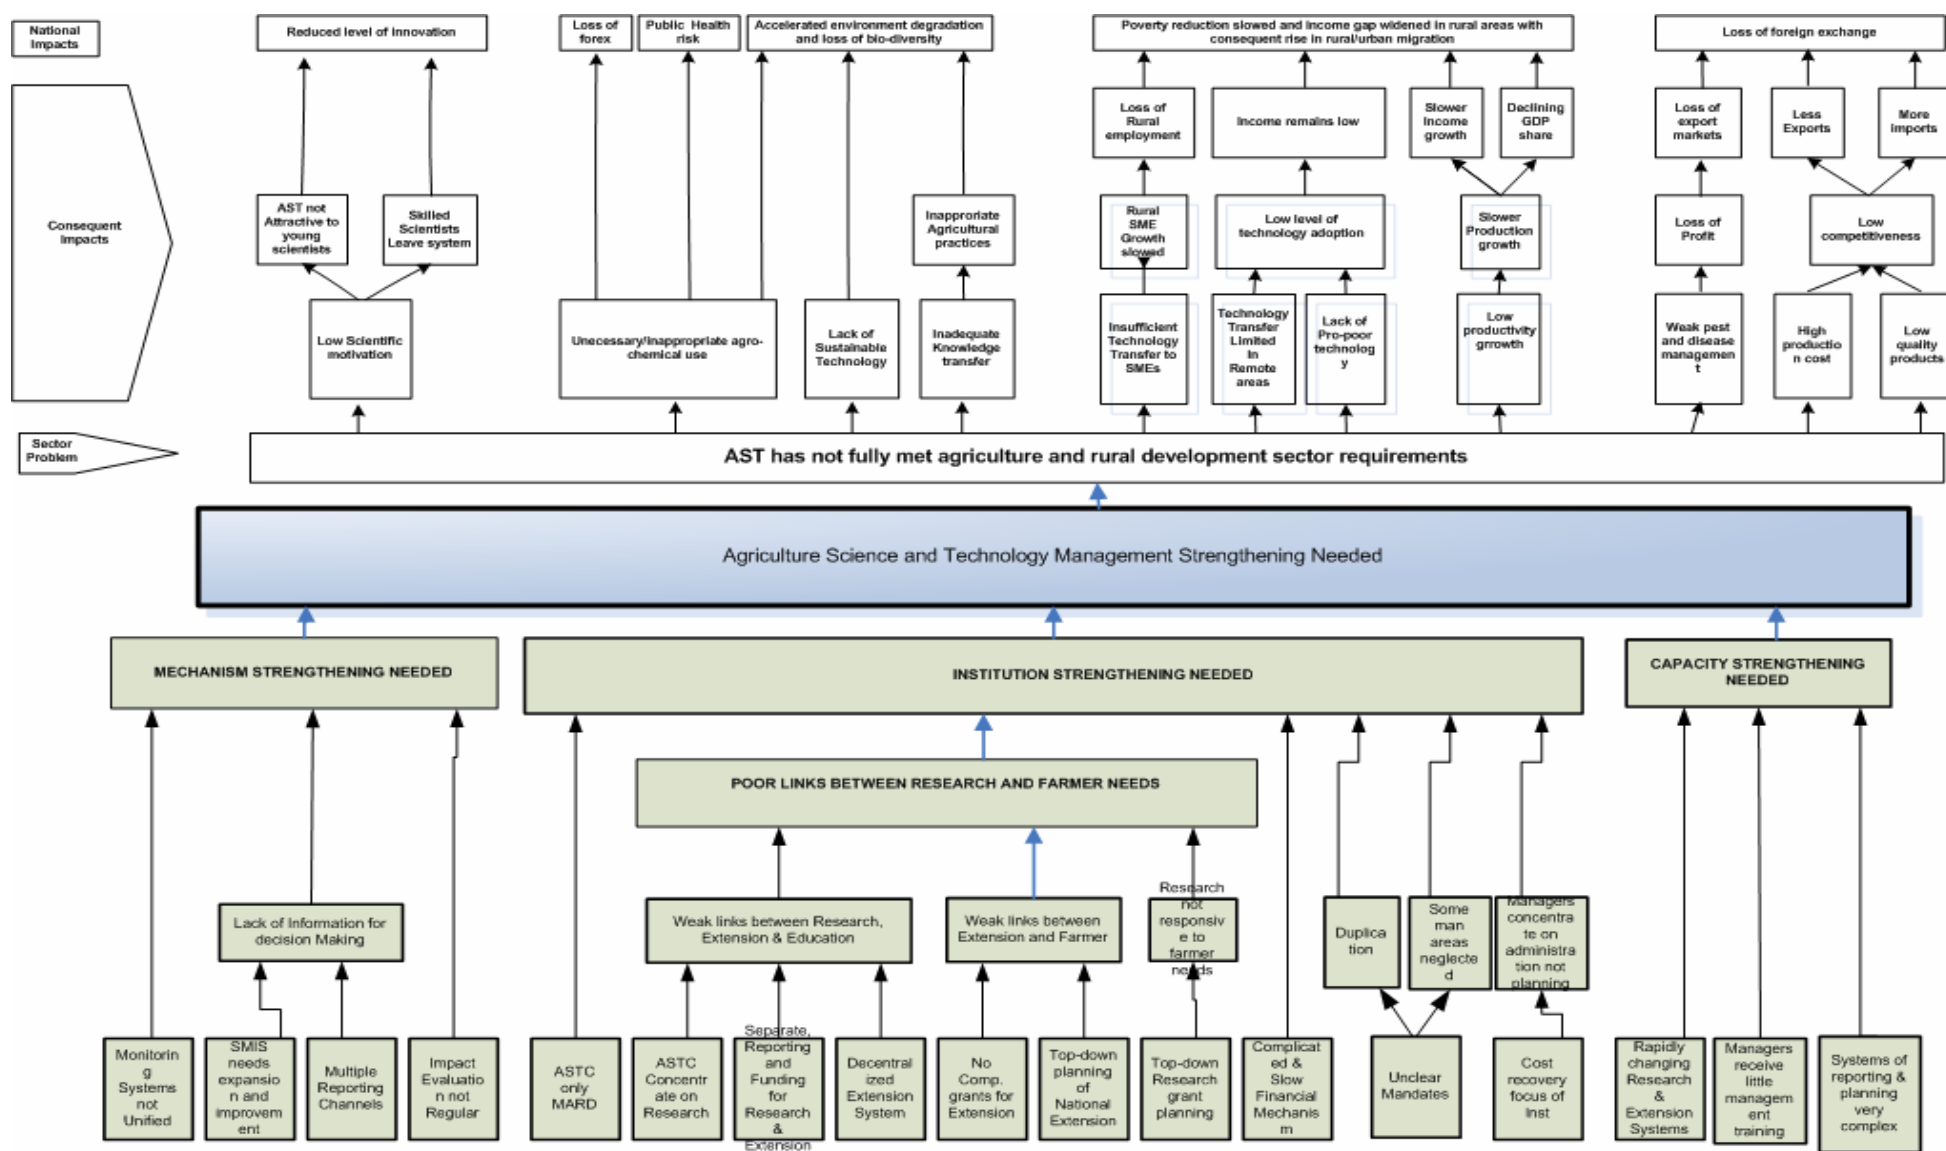 National
Impacts
Reduced level of innovation
Loss of
forex
Public Health
risk
Accelerated environment degradation
and loss of bio-diversity
Poverty reduction slowed and income gap widened in rural areas with
consequent rise in rural/urban migration
Loss of foreign exchange
Consequent
Impacts
Loss of
Rural
employment
Income remains low
Slower
Income
growth
Declining
GDP
share
Loss of
export
markets
Less
Exports
More
imports
AST not
Attractive to
young
scientists
Skilled
Scientists
Leave system
Inapproriate
Agricultural
practices
Rural
SME
Growth
slowed
Low level of
technology adoption
Slower
Production
growth
Loss of
Profit
Low
competitiveness
Low Scientific
motivation
Unecessary/inappropriate agro-
chemical use
Lack of
Sustainable
Technology
Inadequate
Knowledge
transfer
Insufficient
Technology
Transfer to
SMEs
Technology
Transfer
Limited
In
Remote
areas
Lack of
Pro-poor
technolog
y
Low
productivity
grrowth
Weak pest
and disease
managemen
t
High
productio
n cost
Low
quality
products
Sector
Problem
AST has not fully met agriculture and rural development sector requirements
Agriculture Science and Technology Management Strengthening Needed
MECHANISM STRENGTHENING NEEDED
INSTITUTION STRENGTHENING NEEDED
CAPACITY STRENGTHENING
NEEDED
POOR LINKS BETWEEN RESEARCH AND FARMER NEEDS
Lack of Information for
decision Making
Weak links between Research,
Extension & Education
Weak links between
Extension and Farmer
Research
not
responsiv
e to
farmer
needs
Duplica
tion
Some
man
areas
neglecte
d
Managers
concentra
te on
administra
tion not
planning
Monitorin
g
Systems
not
Unified
SMIS
needs
expansio
n and
improvem
ent
Multiple
Reporting
Channels
Impact
Evaluatio
n not
Regular
ASTC
only
MARD
ASTC
Concentr
ate on
Research
Separate,
Reporting
and
Funding
for
Research
&
Extension
Decentral
ized
Extension
System
No
Comp.
grants for
Extension
Top-down
planning
of
National
Extension
Top-down
Research
grant
planning
Complicat
ed &
Slow
Financial
Mechanis
m
Unclear
Mandates
Cost
recovery
focus of
Inst
Rapidly
changing
Research
&
Extension
Systems
Managers
receive
little
managem
ent
training
Systems of
reporting &
planning
very
complex